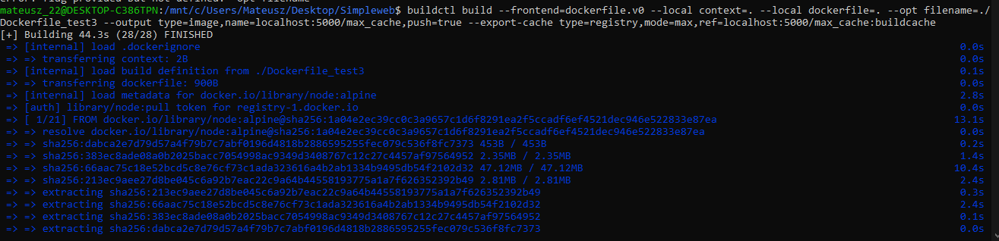 mateusz_22@DESKTOP-C386TPN:/mnt/c/Users/Mateusz/Desktop/Simpleweb$ buildctl build --frontend=dockerfile.v0 --local context=. --local dockerfile=. --opt filename=./
Dockerfile_test3 --output type=image,name=localhost:5000/max_cache,push=true --export-cache type=registry,mode=max,ref=localhost:5000/max_cache:buildcache
[+] Building 44.3s (28/28) FINISHED
=> [internal] load .dockerignore 0.0s
=> => transferring context: 2B 0.0s
=> [internal] load build definition from ./Dockerfile_test3 0.1s
=> => transferring dockerfile: 900B 0.0s
=> [internal] load metadata for docker.io/library/node:alpine 2.8s
=> [auth] library/node:pull token for registry-1.docker.io 0.0s
=> [ 1/21] FROM docker.io/library/node:alpine@sha256:1a04e2ec39cc0c3a9657c1d6f8291ea2f5ccadf6ef4521dec946e522833e87ea 13.1s
=> => resolve docker.io/library/node:alpine@sha256:1a04e2ec39cc0c3a9657c1d6f8291ea2f5ccadf6ef4521dec946e522833e87ea 0.0s
=> => sha256:dabca2e7d79d57a4f79b7c7abf0196d4818b2886595255fec079c536f8fc7373 453B / 453B 0.2s
=> => sha256:383ec8ade08a0b2025bacc7054998ac9349d3408767c12c27c4457af97564952 2.35MB / 2.35MB 1.4s
=> => sha256:66aac75c18e52bcd5c8e76cf73c1ada323616a4b2ab1334b9495db54f2102d32 47.12MB / 47.12MB 10.4s
=> => sha256:213ec9aee27d8be045c6a92b7eac22c9a64b44558193775a1a7f626352392b49 2.81MB / 2.81MB 2.4s
=> => extracting sha256:213ec9aee27d8be045c6a92b7eac22c9a64b44558193775a1a7f626352392b49 0.3s
=> => extracting sha256:66aac75c18e52bcd5c8e76cf73c1ada323616a4b2ab1334b9495db54f2102d32 2.4s
=> => extracting sha256:383ec8ade08a0b2025bacc7054998ac9349d3408767c12c27c4457af97564952 0.1s
=> => extracting sha256:dabca2e7d79d57a4f79b7c7abf0196d4818b2886595255fec079c536f8fc7373 0.0s